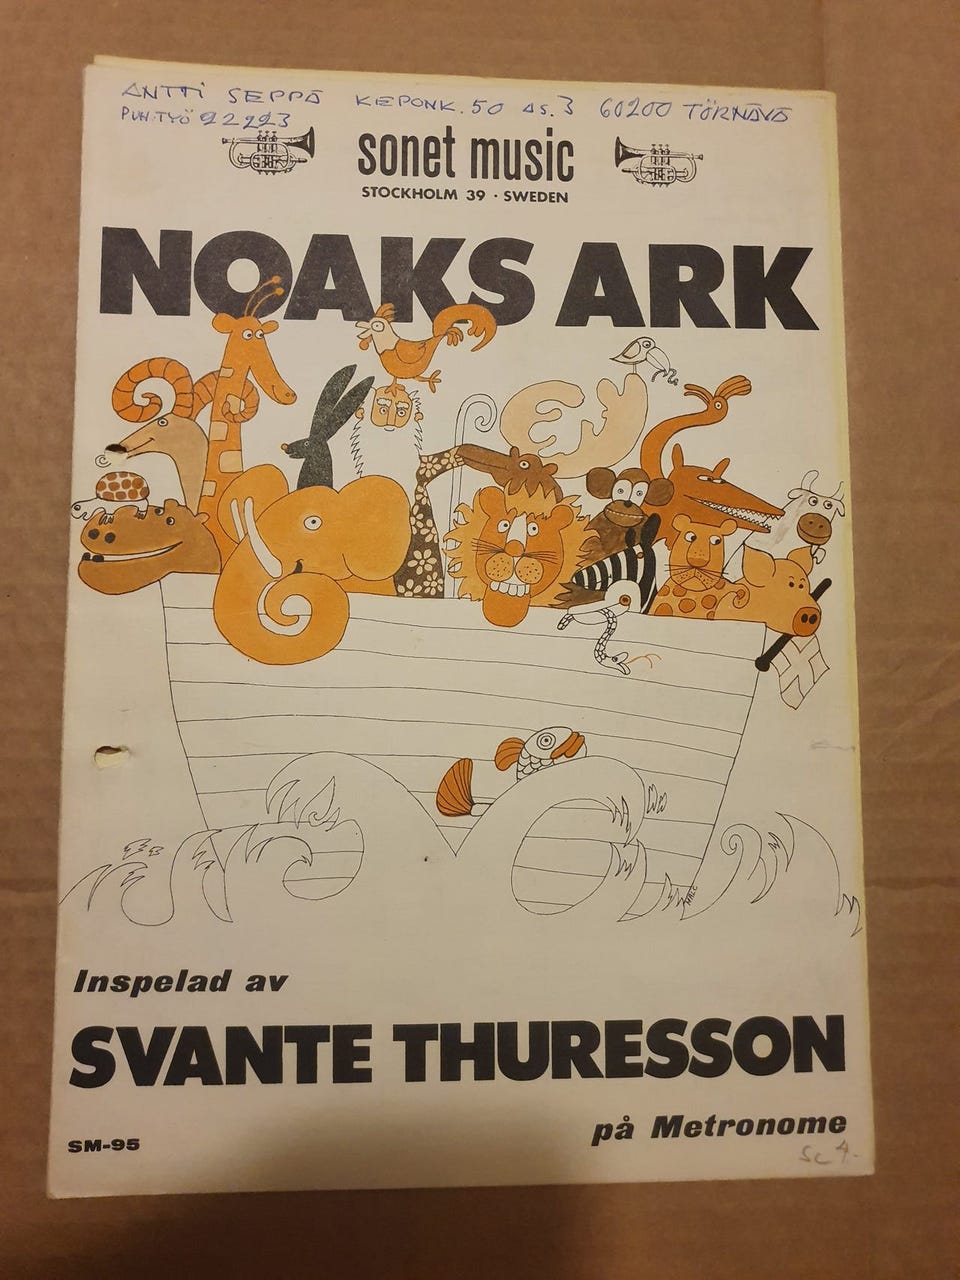 ANTTI SEPPÄ KEPONK. 50 AS. 3 60200 TÖRNÄVÄ
PUH. TYÖ 22223
sonet music
STOCKHOLM 39 · SWEDEN
NOAKS ARK
Inspelad av
SVANTE THURESSON
på Metronome
SM-95